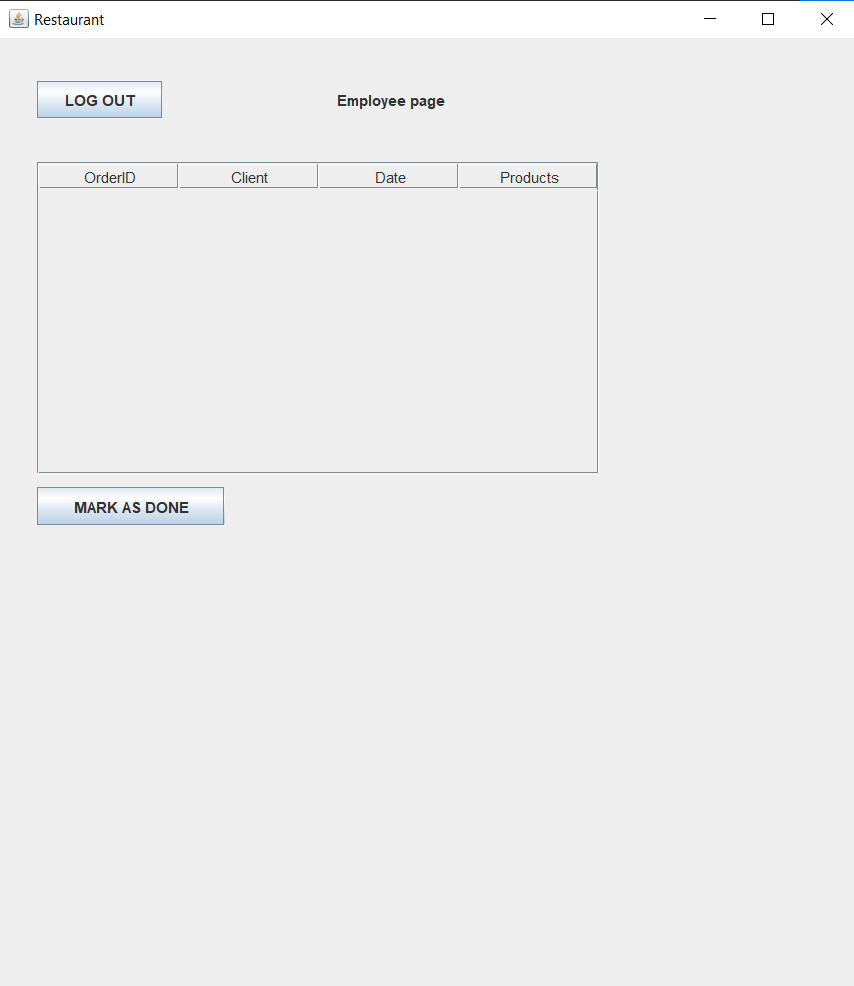 Restaurant
LOG OUT
Employee page
OrderID Client Date Products
MARK AS DONE